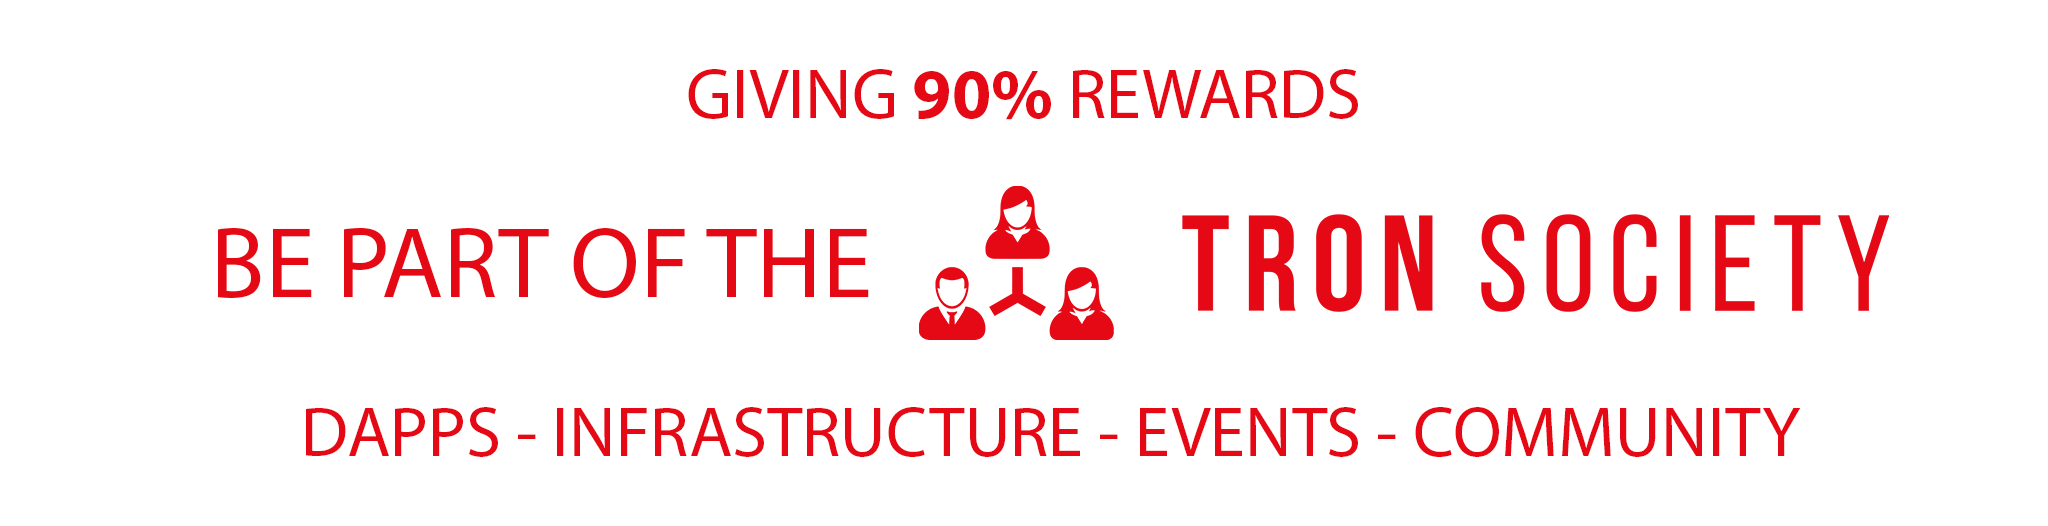 GIVING 90% REWARDS
BE PART OF THE TRON SOCIETY
DAPPS - INFRASTRUCTURE - EVENTS - COMMUNITY